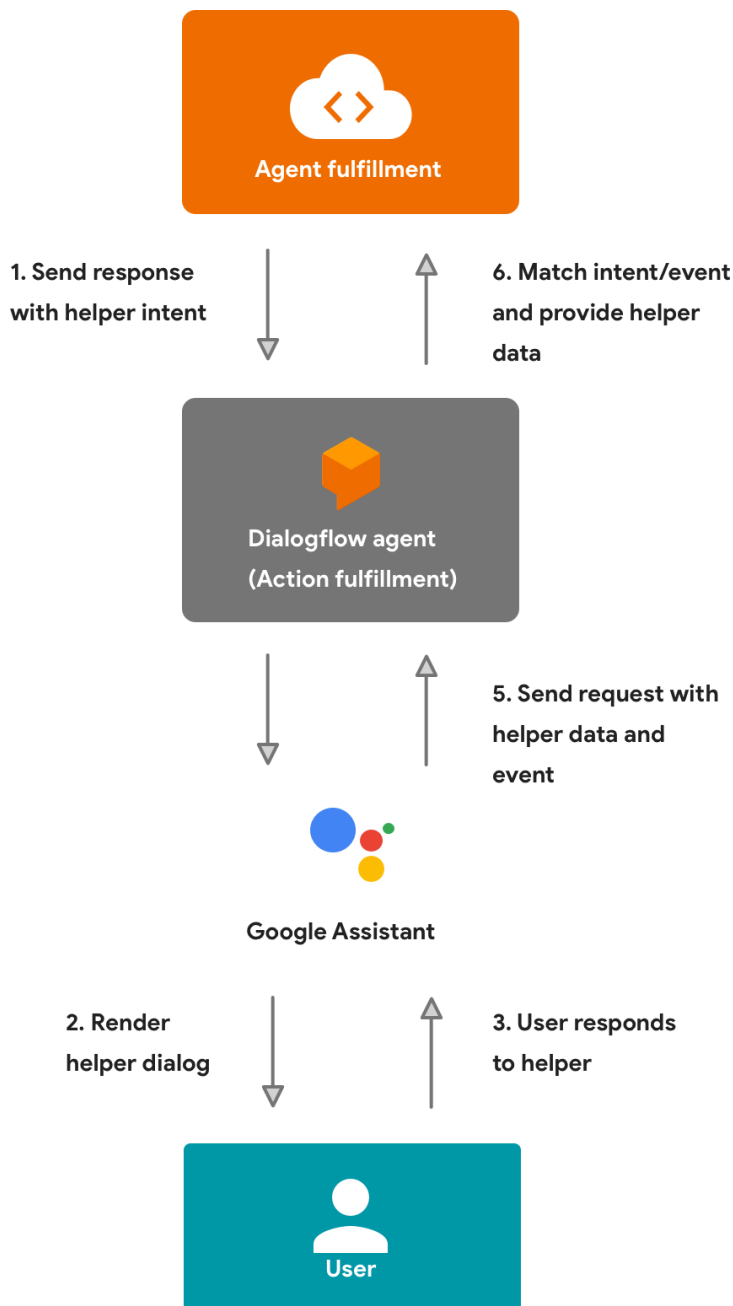 Agent fulfillment
1. Send response
with helper intent
6. Match intent/event
and provide helper
data
Dialogflow agent
(Action fulfillment)
5. Send request with
helper data and
event
Google Assistant
2. Render
helper dialog
3. User responds
to helper
User